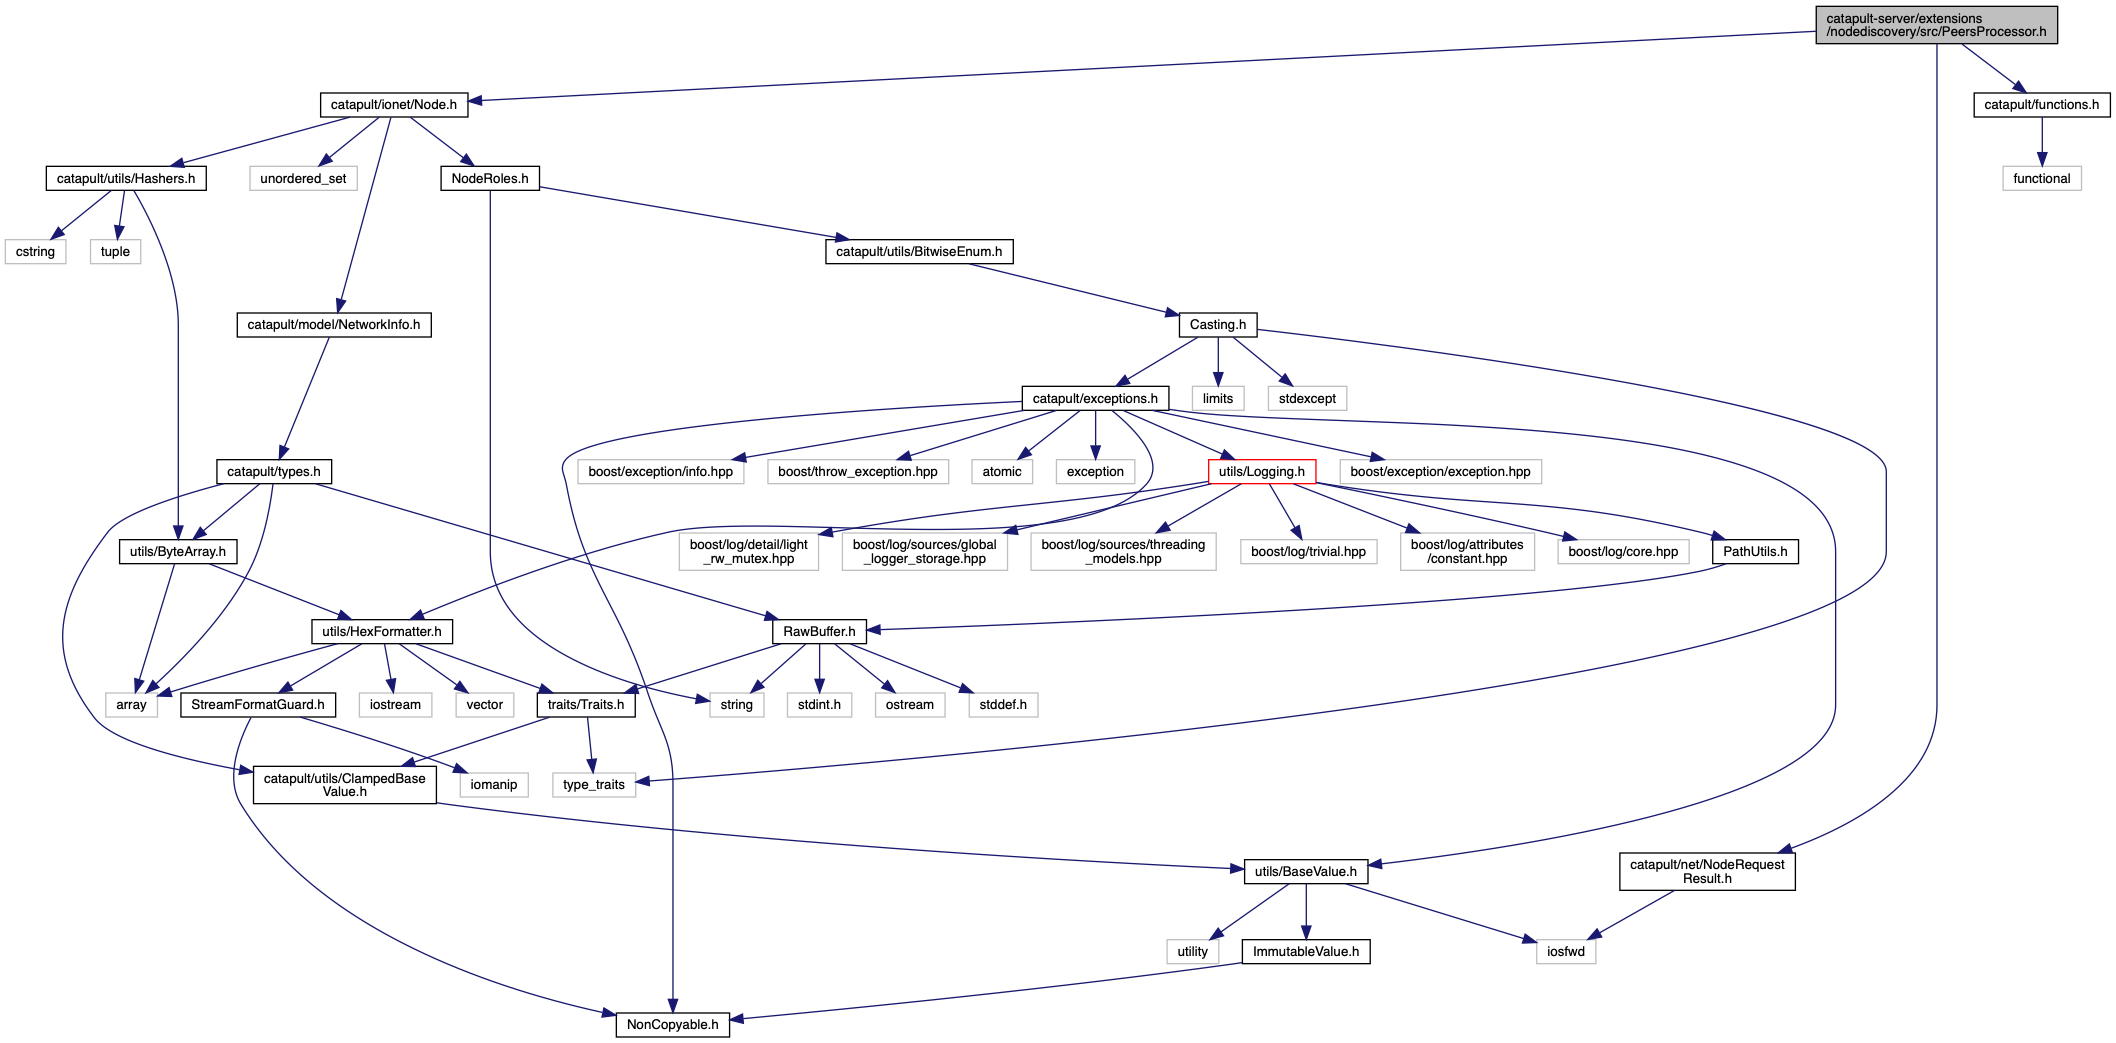 catapult-server/extensions
/nodediscovery/src/PeersProcessor.h
catapult/ionet/Node.h
catapult/functions.h
catapult/utils/Hashers.h
unordered_set
NodeRoles.h
functional
cstring
tuple
catapult/utils/BitwiseEnum.h
catapult/model/NetworkInfo.h
Casting.h
catapult/exceptions.h
limits
stdexcept
catapult/types.h
boost/exception/info.hpp
boost/throw_exception.hpp
atomic
exception
utils/Logging.h
boost/exception/exception.hpp
utils/ByteArray.h
boost/log/detail/light
_rw_mutex.hpp
boost/log/sources/global
_logger_storage.hpp
boost/log/sources/threading
_models.hpp
boost/log/trivial.hpp
boost/log/attributes
/constant.hpp
boost/log/core.hpp
PathUtils.h
utils/HexFormatter.h
RawBuffer.h
array
StreamFormatGuard.h
iostream
vector
traits/Traits.h
string
stdint.h
ostream
stddef.h
catapult/utils/ClampedBase
Value.h
iomanip
type_traits
utils/BaseValue.h
catapult/net/NodeRequest
Result.h
utility
ImmutableValue.h
iosfwd
NonCopyable.h